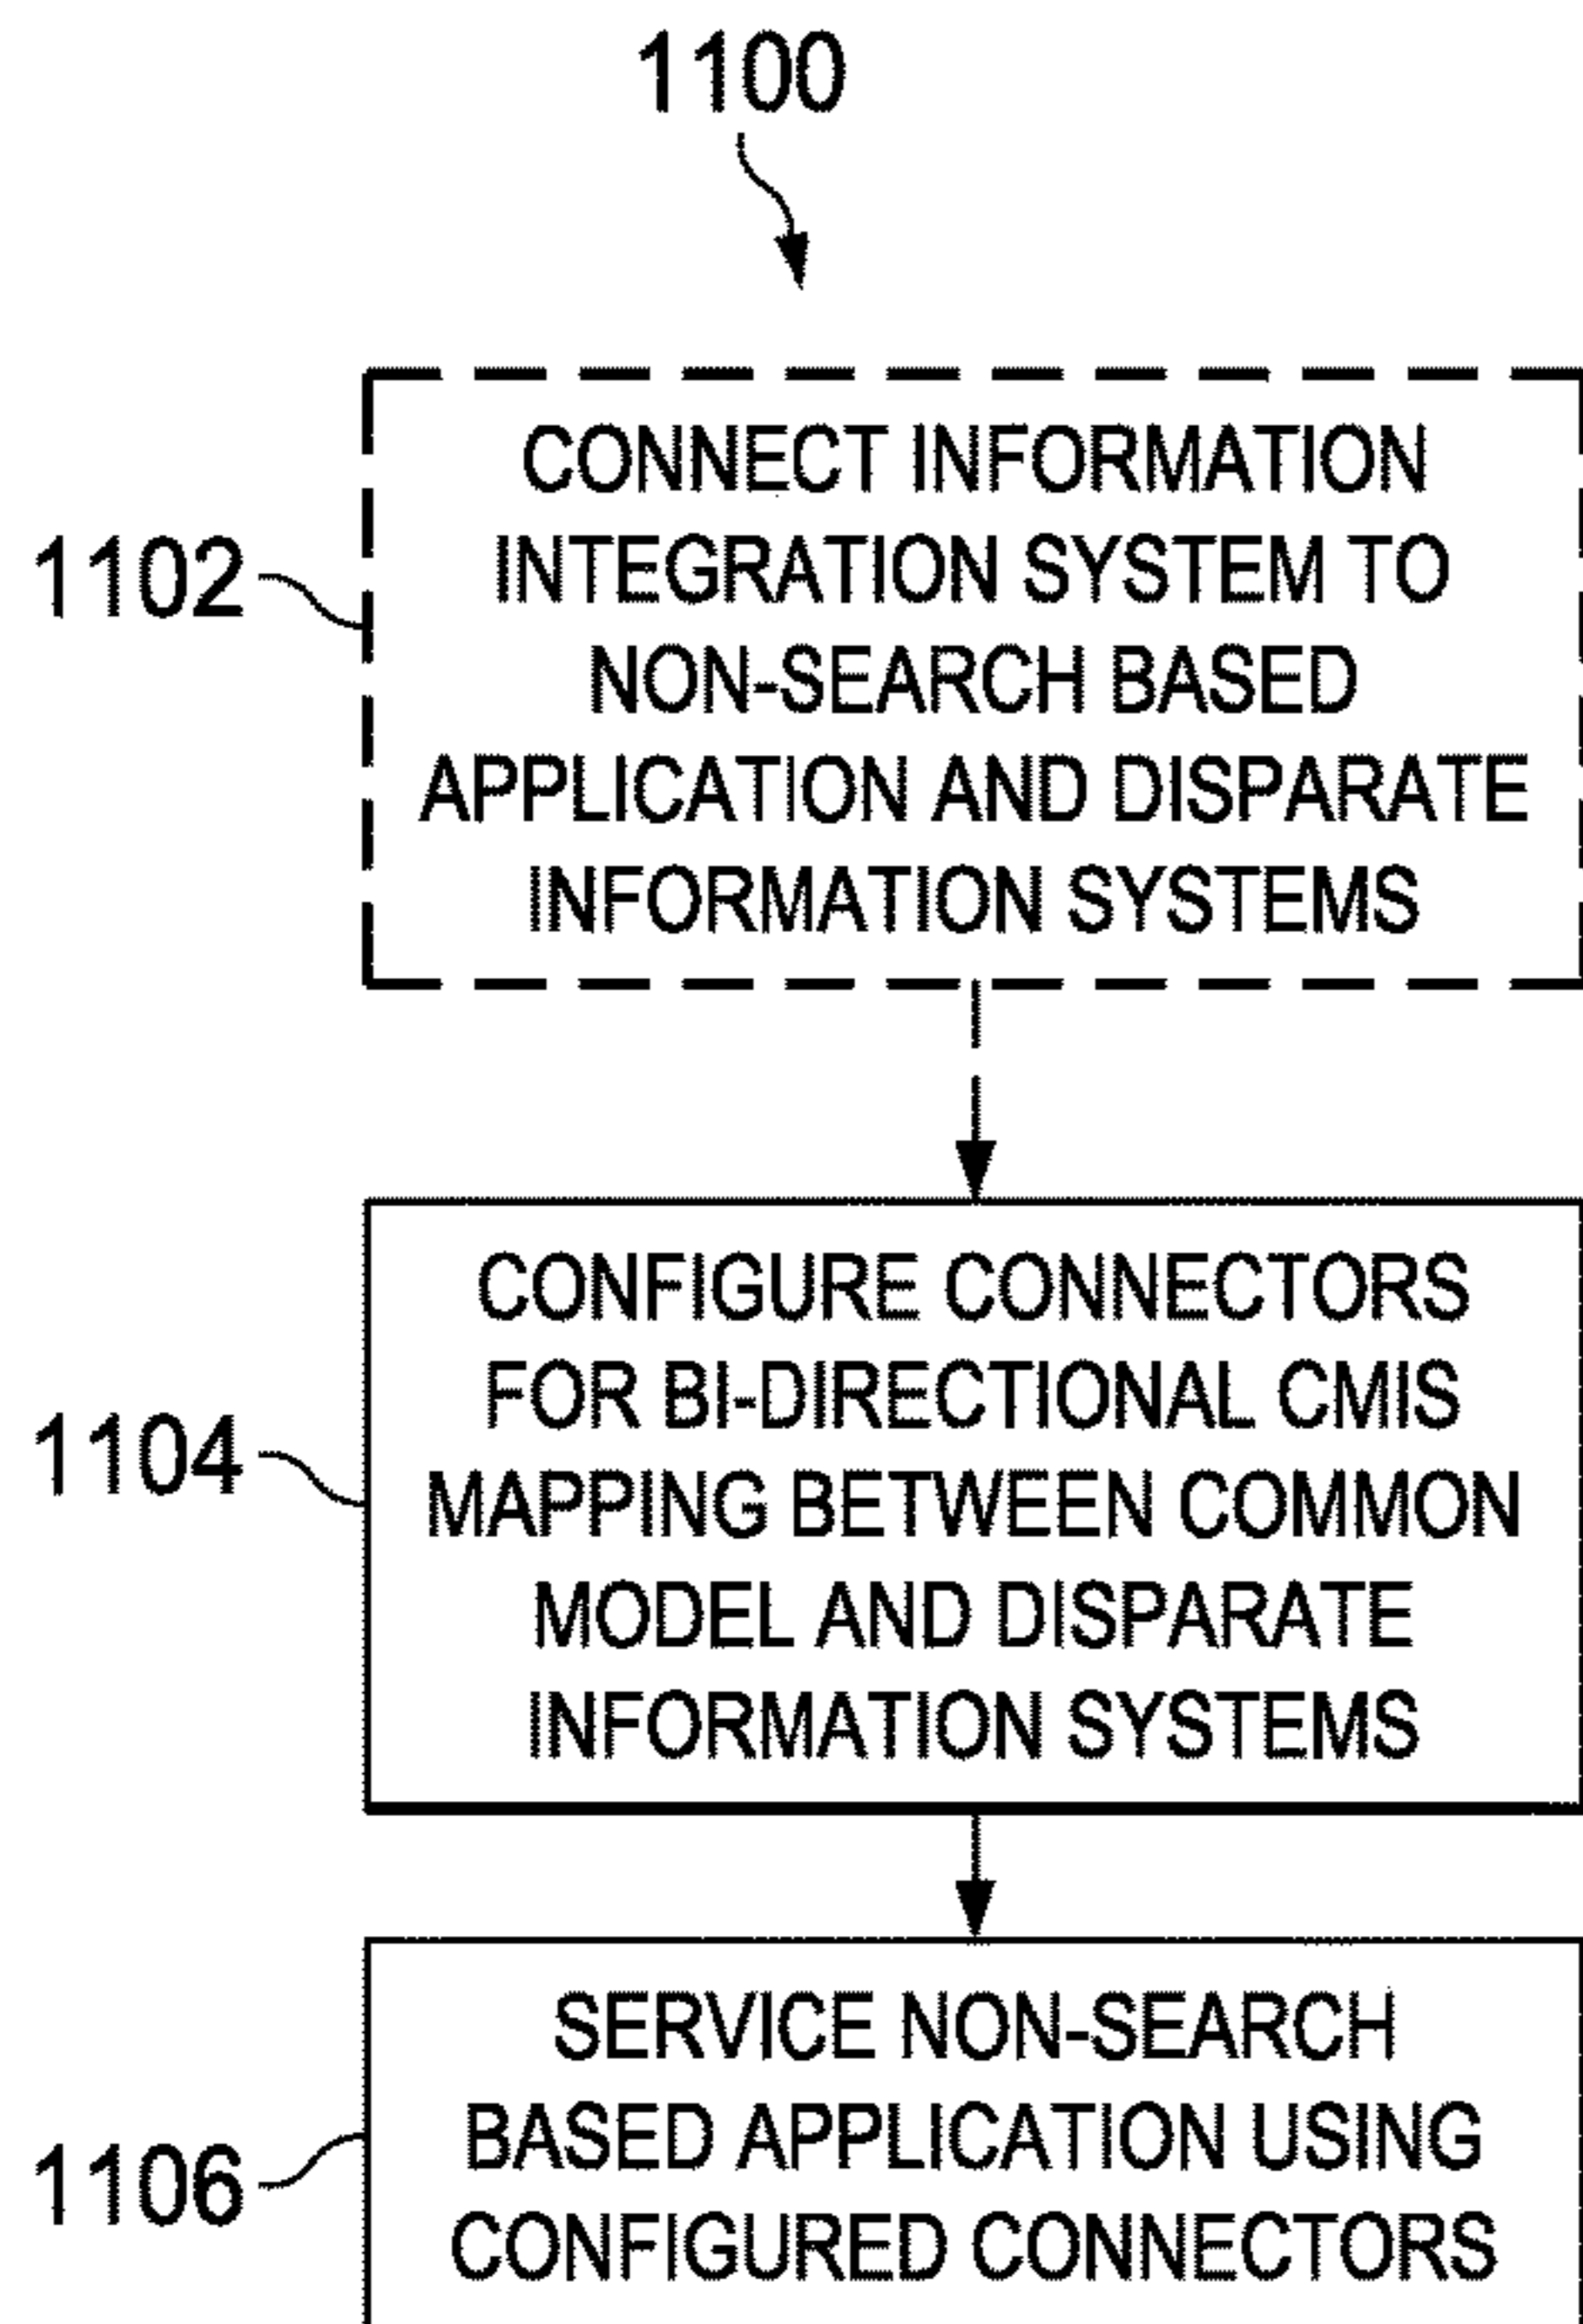 1100
1102
CONNECT INFORMATION
INTEGRATION SYSTEM TO
NON-SEARCH BASED
APPLICATION AND DISPARATE
INFORMATION SYSTEMS
1104
CONFIGURE CONNECTORS
FOR BI-DIRECTIONAL CMIS
MAPPING BETWEEN COMMON
MODEL AND DISPARATE
INFORMATION SYSTEMS
1106
SERVICE NON-SEARCH
BASED APPLICATION USING
CONFIGURED CONNECTORS